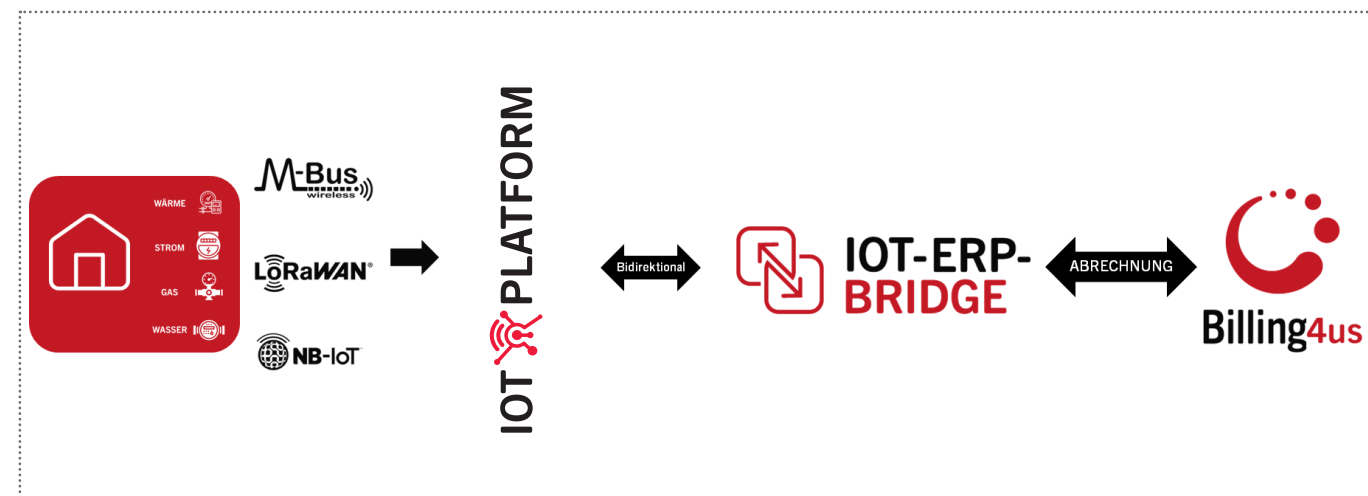 WÄRME
STROM
GAS
WASSER
M-Bus
wireless
LoRaWAN®
NB-IoT
IOT PLATFORM
Bidirektional
IOT-ERP-
BRIDGE
ABRECHNUNG
Billing4us